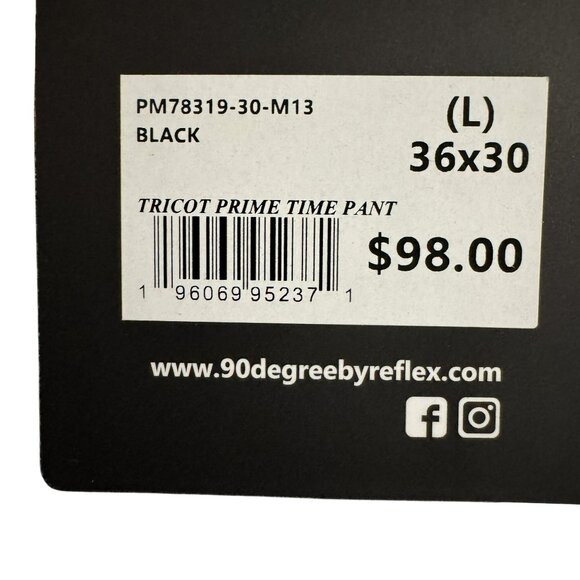 PM78319-30-M13
BLACK
(L)
36x30
TRICOT PRIME TIME PANT
$98.00
1 96069 95237 1
www.90degreebyreflex.com